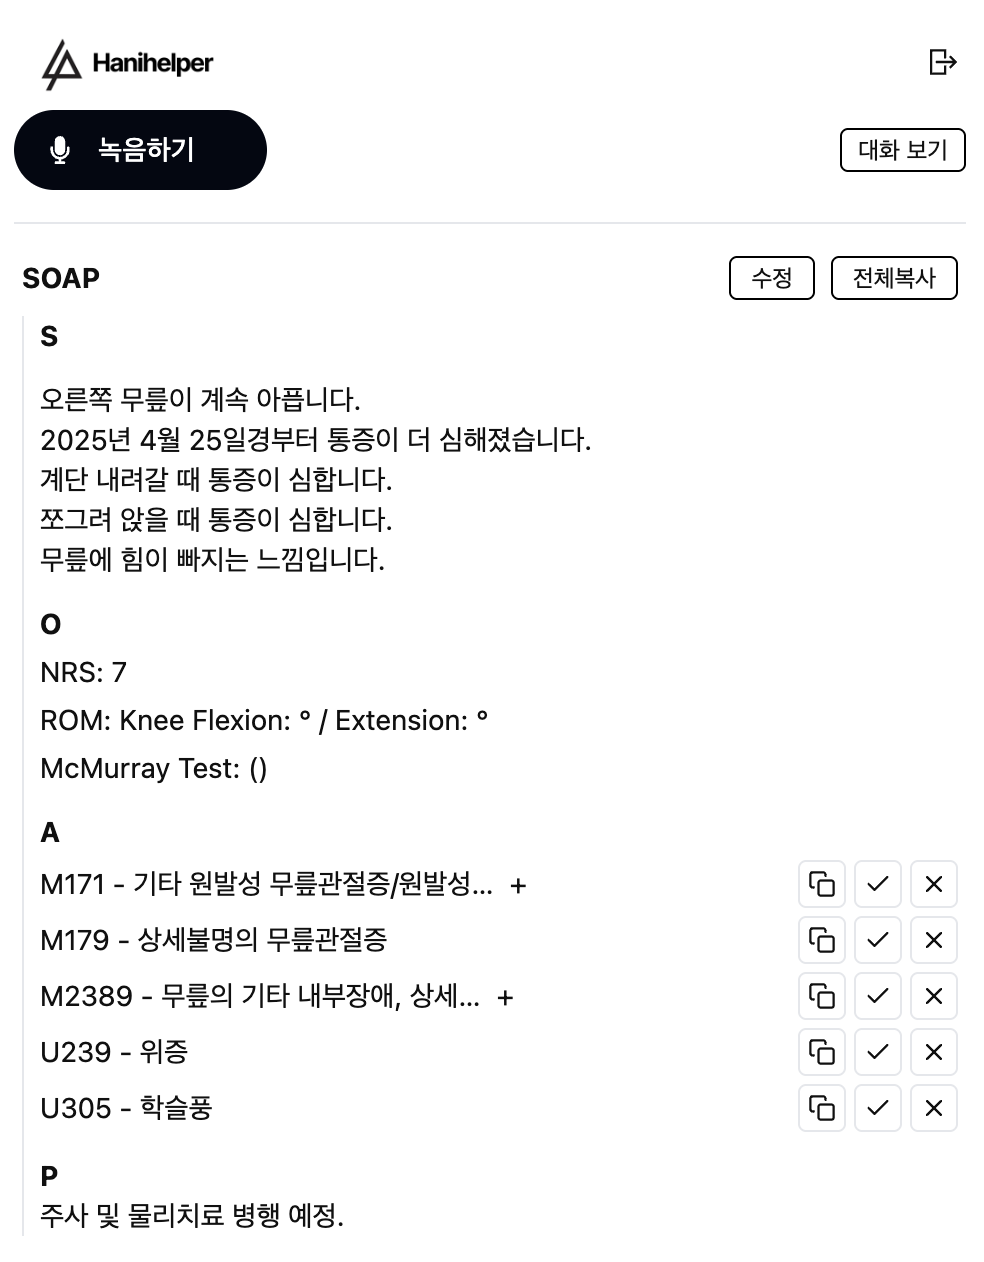 Hanihelper
녹음하기
대화 보기
SOAP
수정
전체복사
S
오른쪽 무릎이 계속 아픕니다.
2025년 4월 25일경부터 통증이 더 심해졌습니다.
계단 내려갈 때 통증이 심합니다.
쪼그려 앉을 때 통증이 심합니다.
무릎에 힘이 빠지는 느낌입니다.
O
NRS: 7
ROM: Knee Flexion: ° / Extension: °
McMurray Test: ()
A
M171 - 기타 원발성 무릎관절증/원발성... +
M179 - 상세불명의 무릎관절증
M2389 - 무릎의 기타 내부장애, 상세... +
U239 - 위증
U305 - 학슬풍
P
주사 및 물리치료 병행 예정.